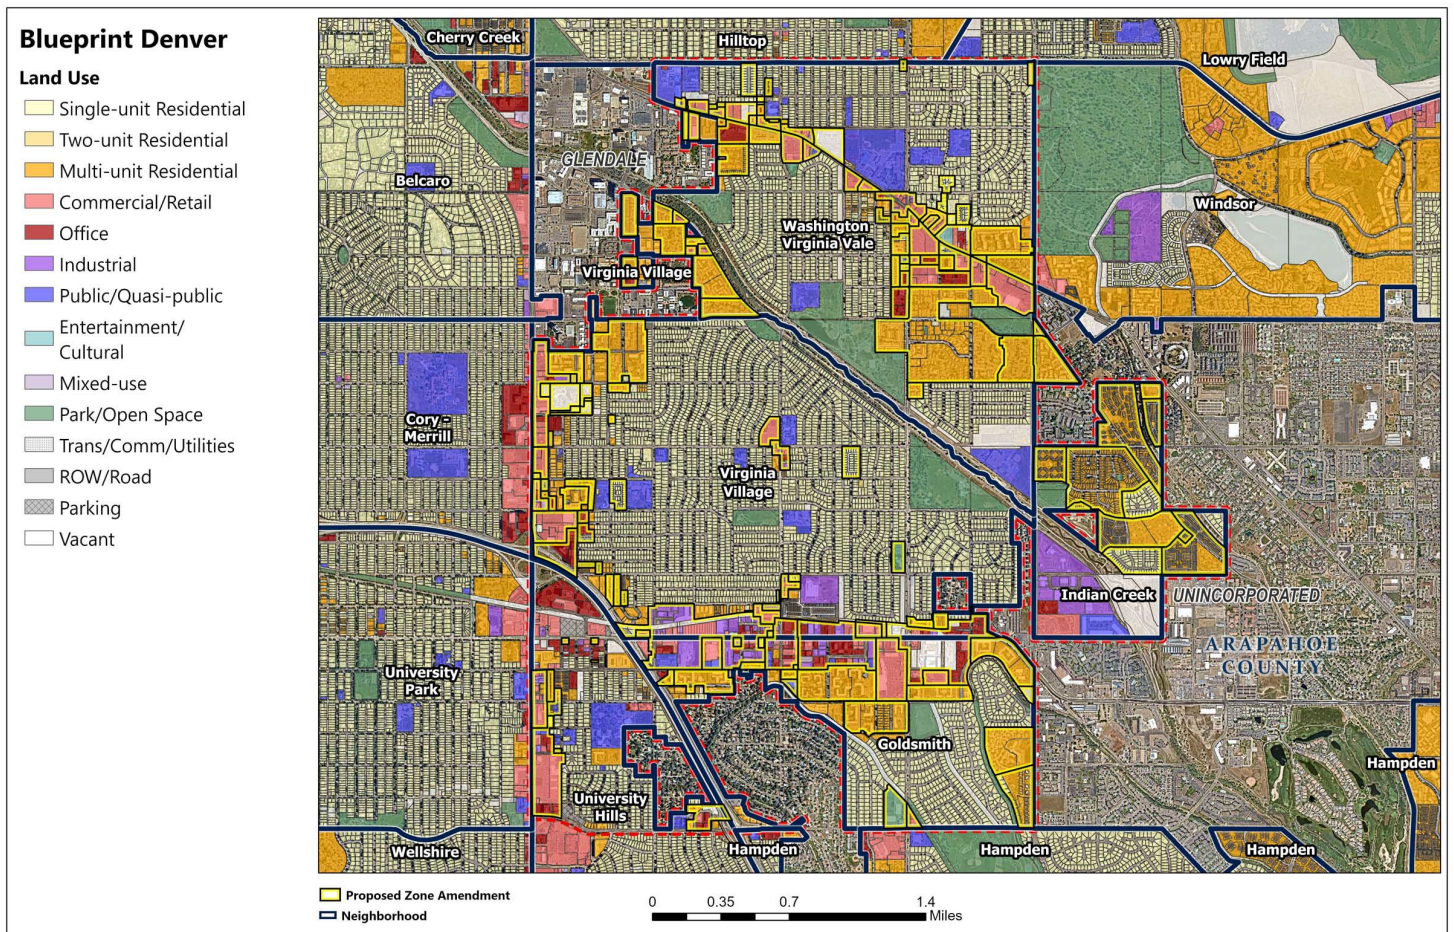 Blueprint Denver
Land Use
Single-unit Residential
Two-unit Residential
Multi-unit Residential
Commercial/Retail
Office
Industrial
Public/Quasi-public
Entertainment/
Cultural
Mixed-use
Park/Open Space
Trans/Comm/Utilities
ROW/Road
Parking
Vacant
Cherry Creek
Hilltop
Lowry Field
GLENDALE
Belcaro
Windsor
Washington
Virginia Vale
Virginia Village
Cory -
Merrill
Virginia
Village
Indian Creek
UNINCORPORATED
ARAPAHOE
COUNTY
University
Park
Goldsmith
Hampden
University
Hills
Wellshire
Hampden
Hampden
Hampden
Proposed Zone Amendment
Neighborhood
0 0.35 0.7 1.4
Miles